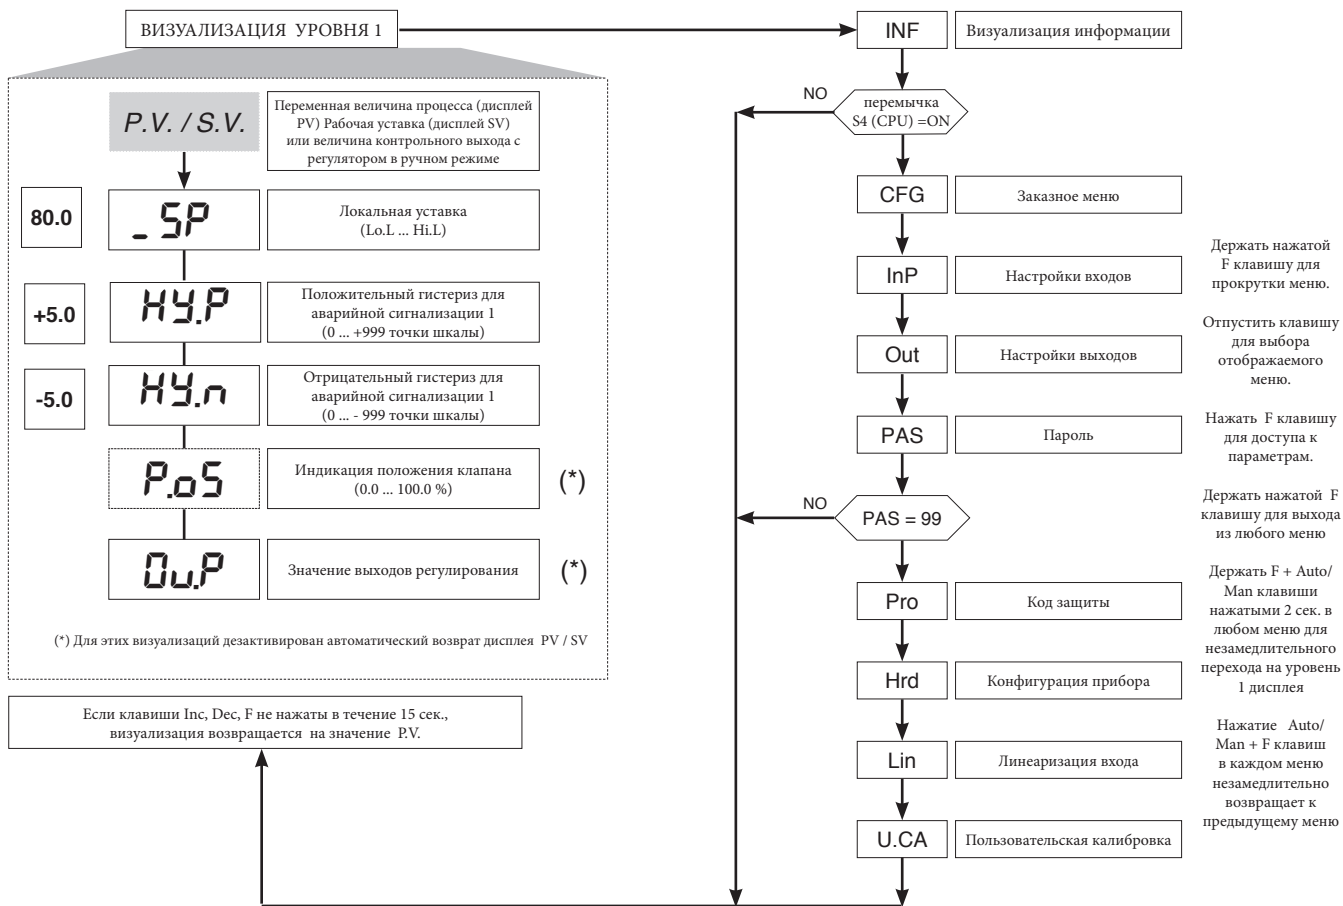 ВИЗУАЛИЗАЦИЯ УРОВНЯ 1
P.V. / S.V.
Переменная величина процесса (дисплей
PV) Рабочая уставка (дисплей SV)
или величина контрольного выхода с
регулятором в ручном режиме
80.0
_SP
Локальная уставка
(Lo.L ... Hi.L)
+5.0
HY.P
Положительный гистериз для
аварийной сигнализации 1
(0 ... +999 точки шкалы)
-5.0
HY.n
Отрицательный гистериз для
аварийной сигнализации 1
(0 ... - 999 точки шкалы)
P.oS
Индикация положения клапана
(0.0 ... 100.0 %)
(*)
Ou.P
Значение выходов регулирования
(*)
(*) Для этих визуализаций дезактивирован автоматический возврат дисплея PV / SV
Если клавиши Inc, Dec, F не нажаты в течение 15 сек.,
визуализация возвращается на значение P.V.
INF
Визуализация информации
NO
перемычка
S4 (CPU) =ON
CFG
Заказное меню
InP
Настройки входов
Out
Настройки выходов
PAS
Пароль
NO
PAS = 99
Pro
Код защиты
Hrd
Конфигурация прибора
Lin
Линеаризация входа
U.CA
Пользовательская калибровка
Держать нажатой
F клавишу для
прокрутки меню.
Отпустить клавишу
для выбора
отображаемого
меню.
Нажать F клавишу
для доступа к
параметрам.
Держать нажатой F
клавишу для выхода
из любого меню
Держать F + Auto/
Man клавиши
нажатыми 2 сек. в
любом меню для
незамедлительного
перехода на уровень
1 дисплея
Нажатие Auto/
Man + F клавиш
в каждом меню
незамедлительно
возвращает к
предыдущему меню